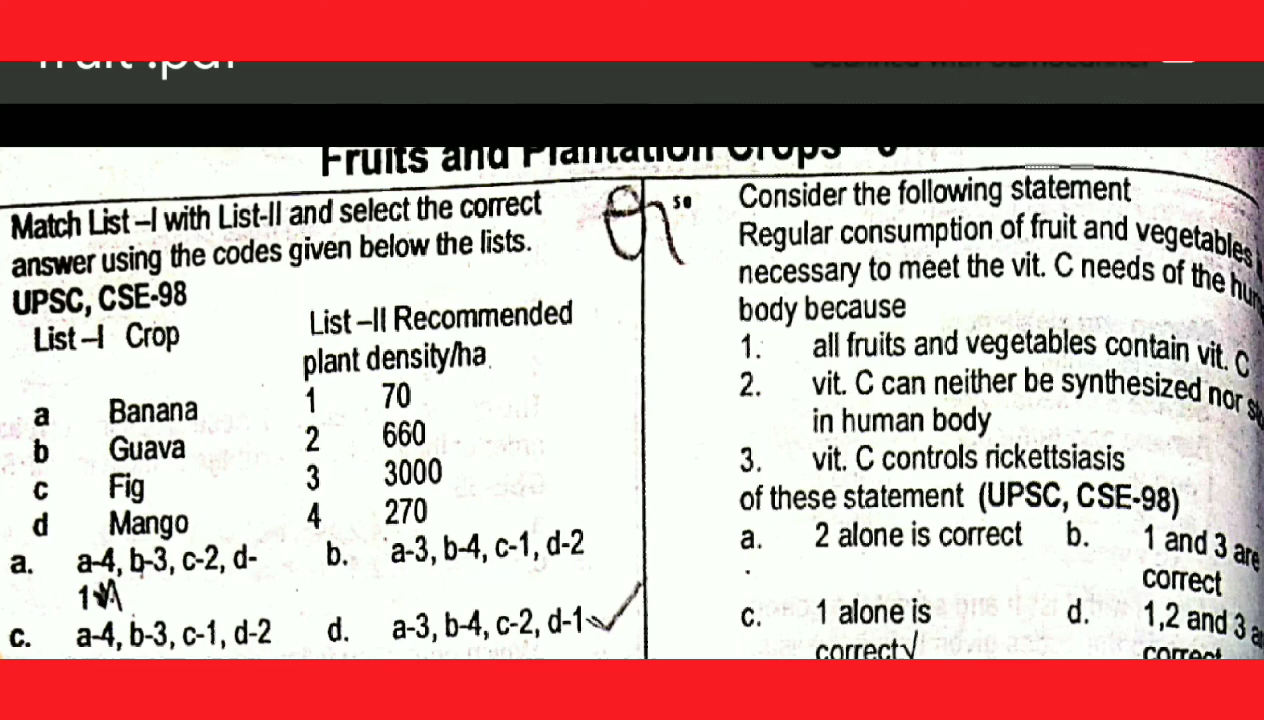 Fruits and Plantation Crops
Match List –I with List-II and select the correct
answer using the codes given below the lists.
UPSC, CSE-98
List –I Crop List –II Recommended
plant density/ha
a Banana 1 70
b Guava 2 660
c Fig 3 3000
d Mango 4 270
a. a-4, b-3, c-2, d- b. a-3, b-4, c-1, d-2
1
c. a-4, b-3, c-1, d-2 d. a-3, b-4, c-2, d-1
50 Consider the following statement
Regular consumption of fruit and vegetables
necessary to meet the vit. C needs of the
body because
1. all fruits and vegetables contain vit. C
2. vit. C can neither be synthesized nor
in human body
3. vit. C controls rickettsiasis
of these statement (UPSC, CSE-98)
a. 2 alone is correct b. 1 and 3 are
correct
c. 1 alone is d. 1,2 and 3
correct correct